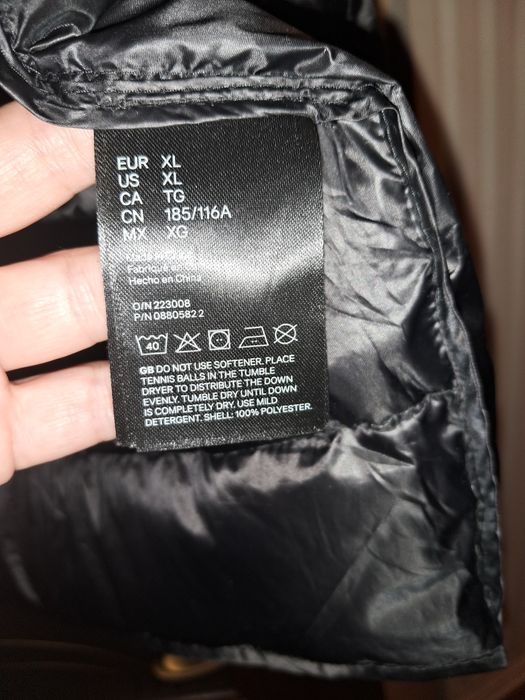 EUR XL
US XL
CA TG
CN 185/116A
MX XG
Hecho en China
O/N 223008
P/N 0880582 2
40
GB DO NOT USE SOFTENER. PLACE
TENNIS BALLS IN THE TUMBLE
DRYER TO DISTRIBUTE THE DOWN
EVENLY. TUMBLE DRY UNTIL DOWN
IS COMPLETELY DRY. USE MILD
DETERGENT. SHELL: 100% POLYESTER.